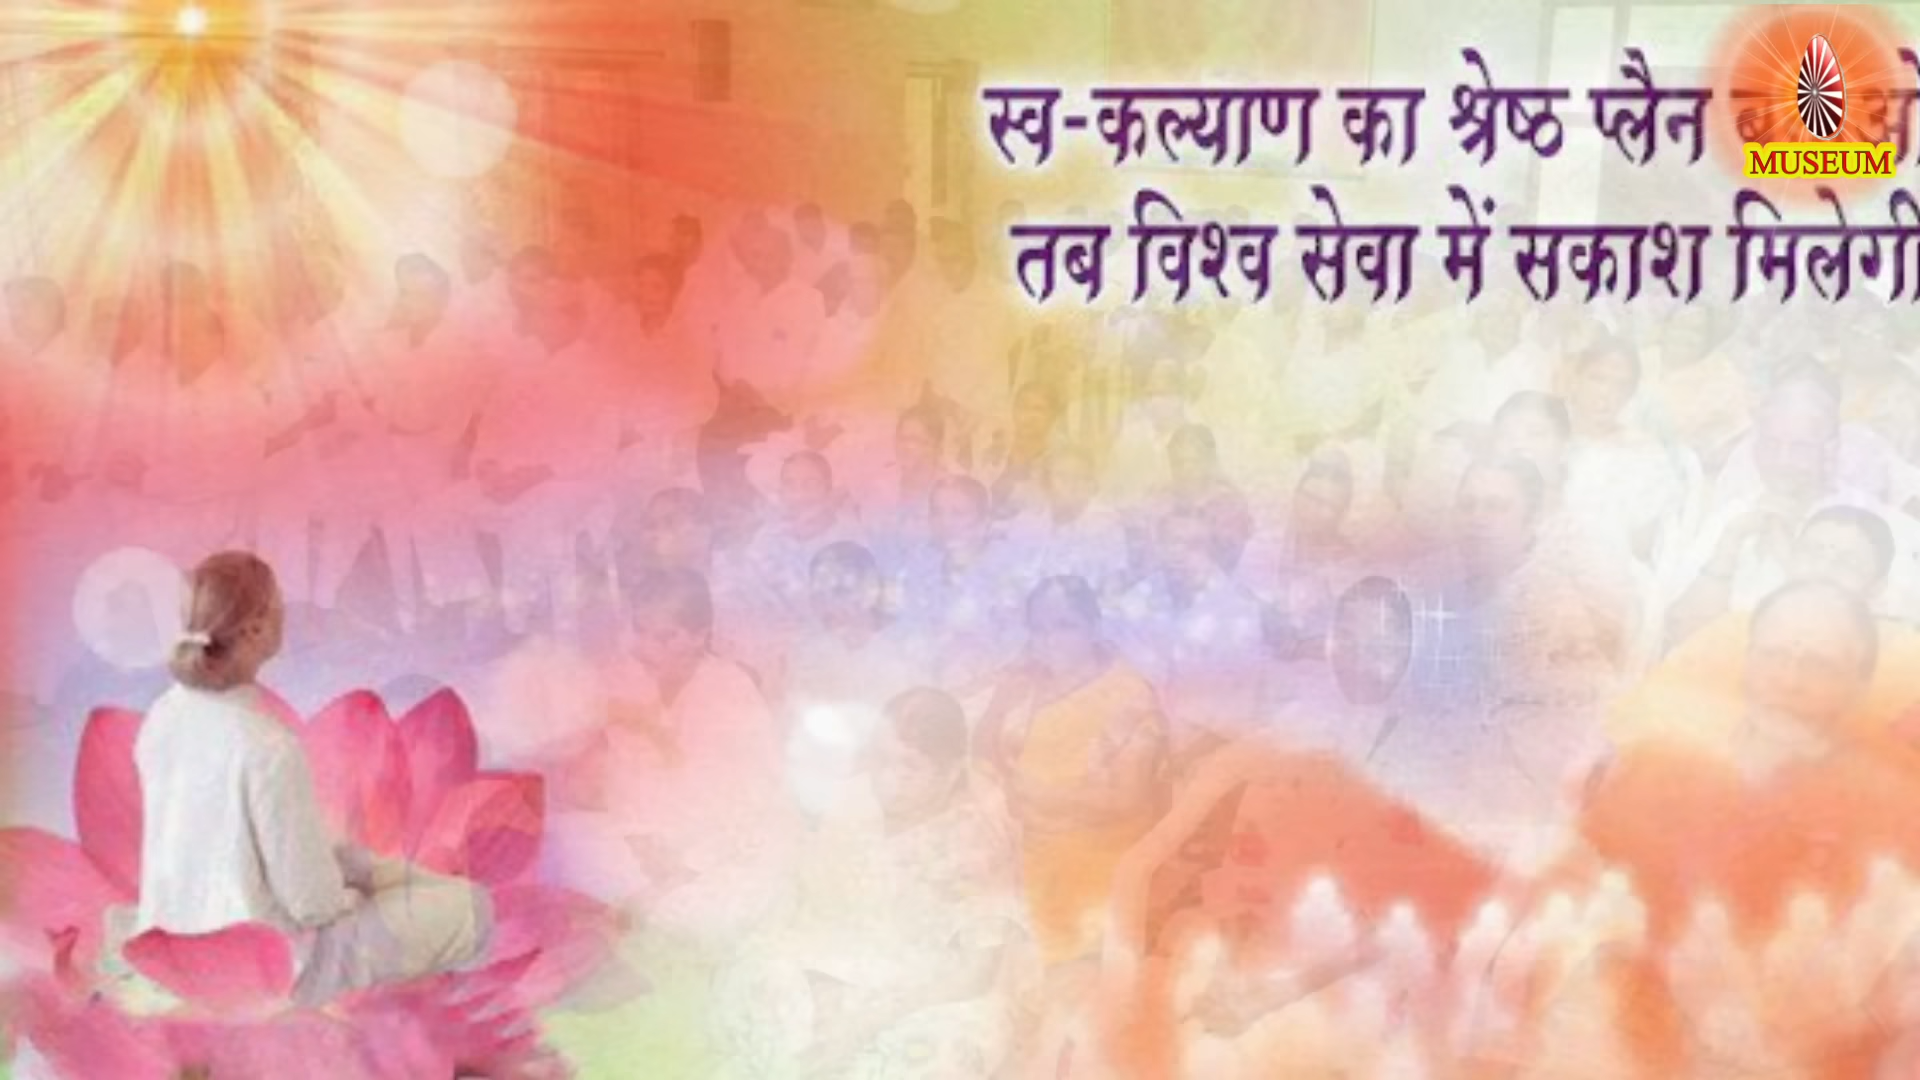 स्व-कल्याण का श्रेष्ठ प्लैन
तब विश्व सेवा में सकाश मिलेगी
MUSEUM